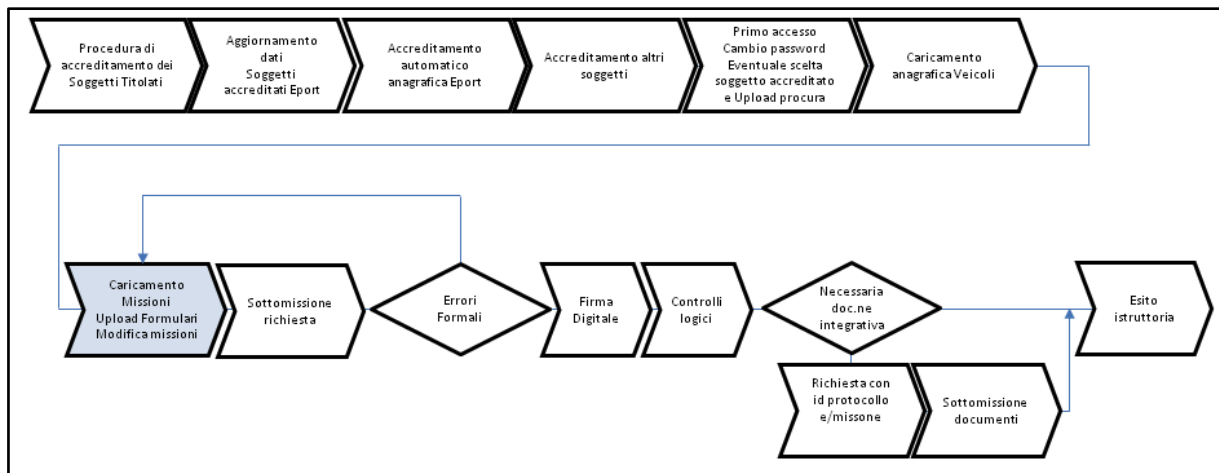 Procedura di
accreditamento dei
Soggetti Titolati
Aggiornamento
dati
Soggetti
accreditati Eport
Accreditamento
automatico
anagrafica Eport
Accreditamento altri
soggetti
Primo accesso
Cambio password
Eventuale scelta
soggetto accreditato
e Upload procura
Caricamento
anagrafica Veicoli
Caricamento
Missioni
Upload Formulari
Modifica missioni
Sottomissione
richiesta
Errori
Formali
Firma
Digitale
Controlli
logici
Necessaria
doc.ne
integrativa
Esito
istruttoria
Richiesta con
id protocollo
e/missone
Sottomissione
documenti